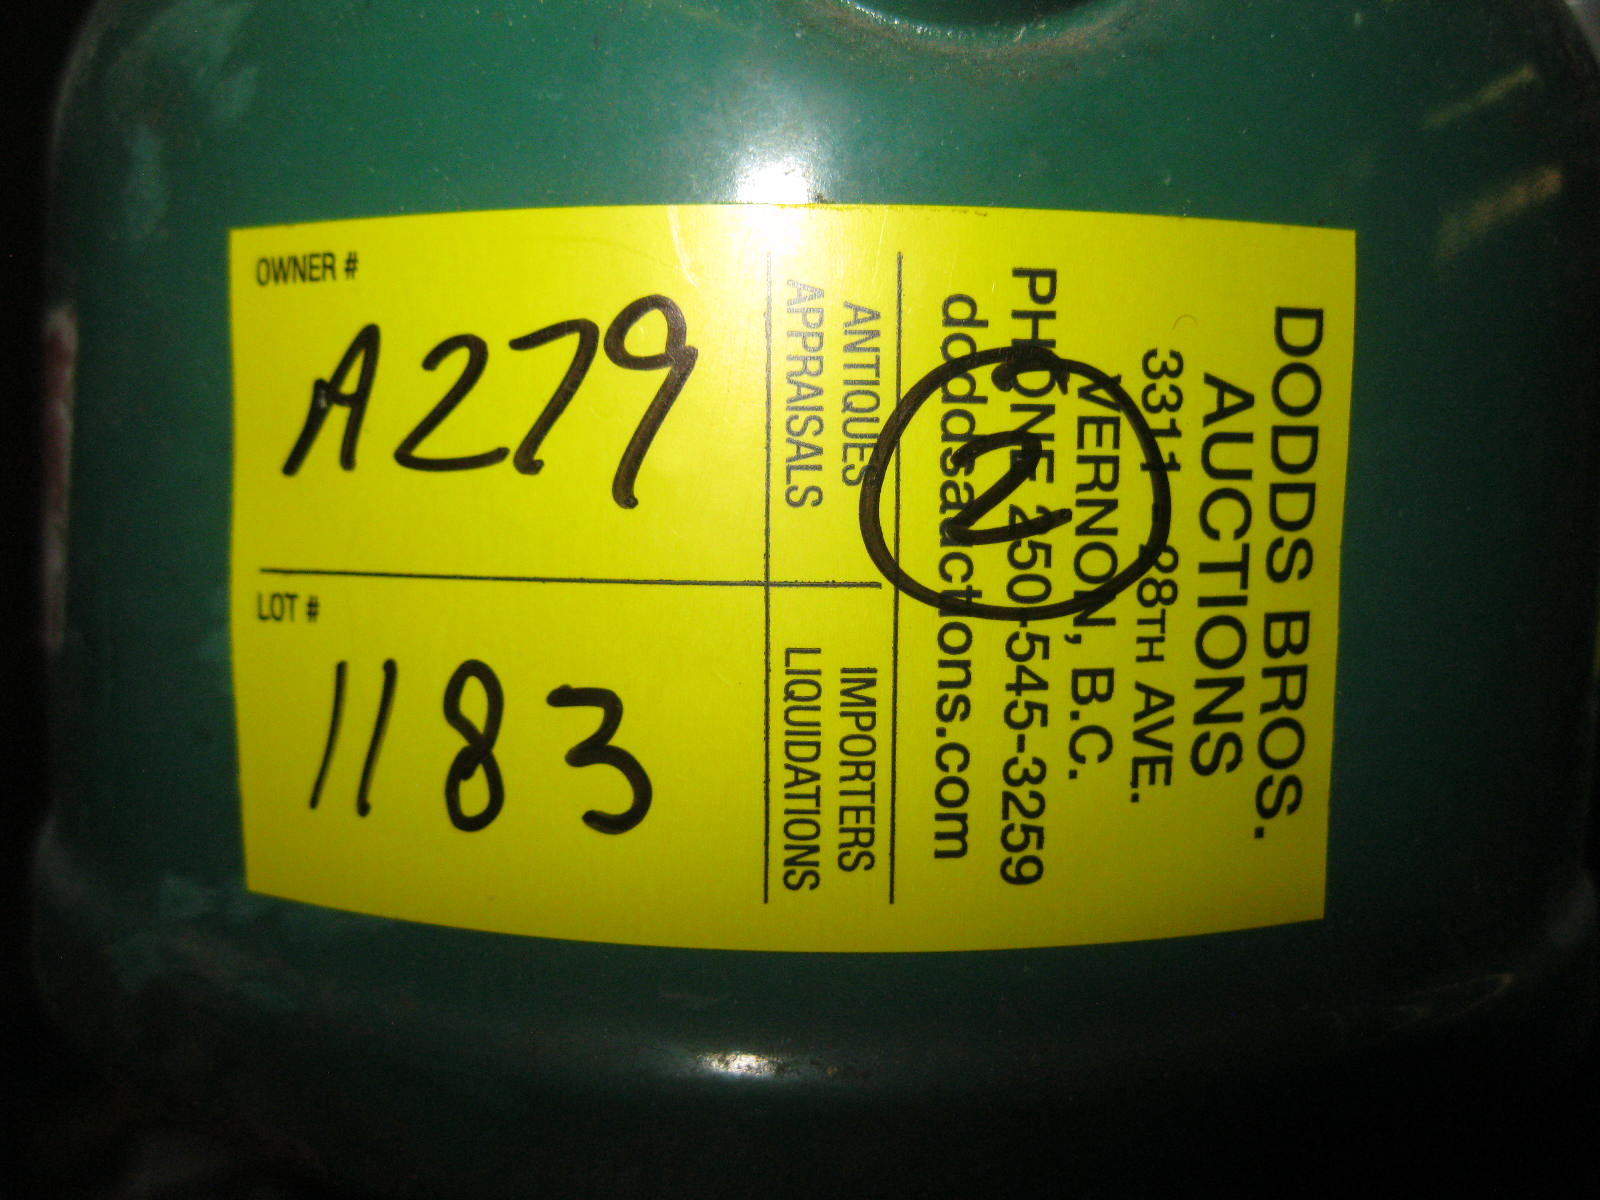 OWNER #
A279
LOT #
1183
ANTIQUES
APPRAISALS
IMPORTERS
LIQUIDATIONS
DODDS BROS.
AUCTIONS
3311 - 28TH AVE.
VERNON, B.C.
PHONE 250-545-3259
doddsauctions.com
2